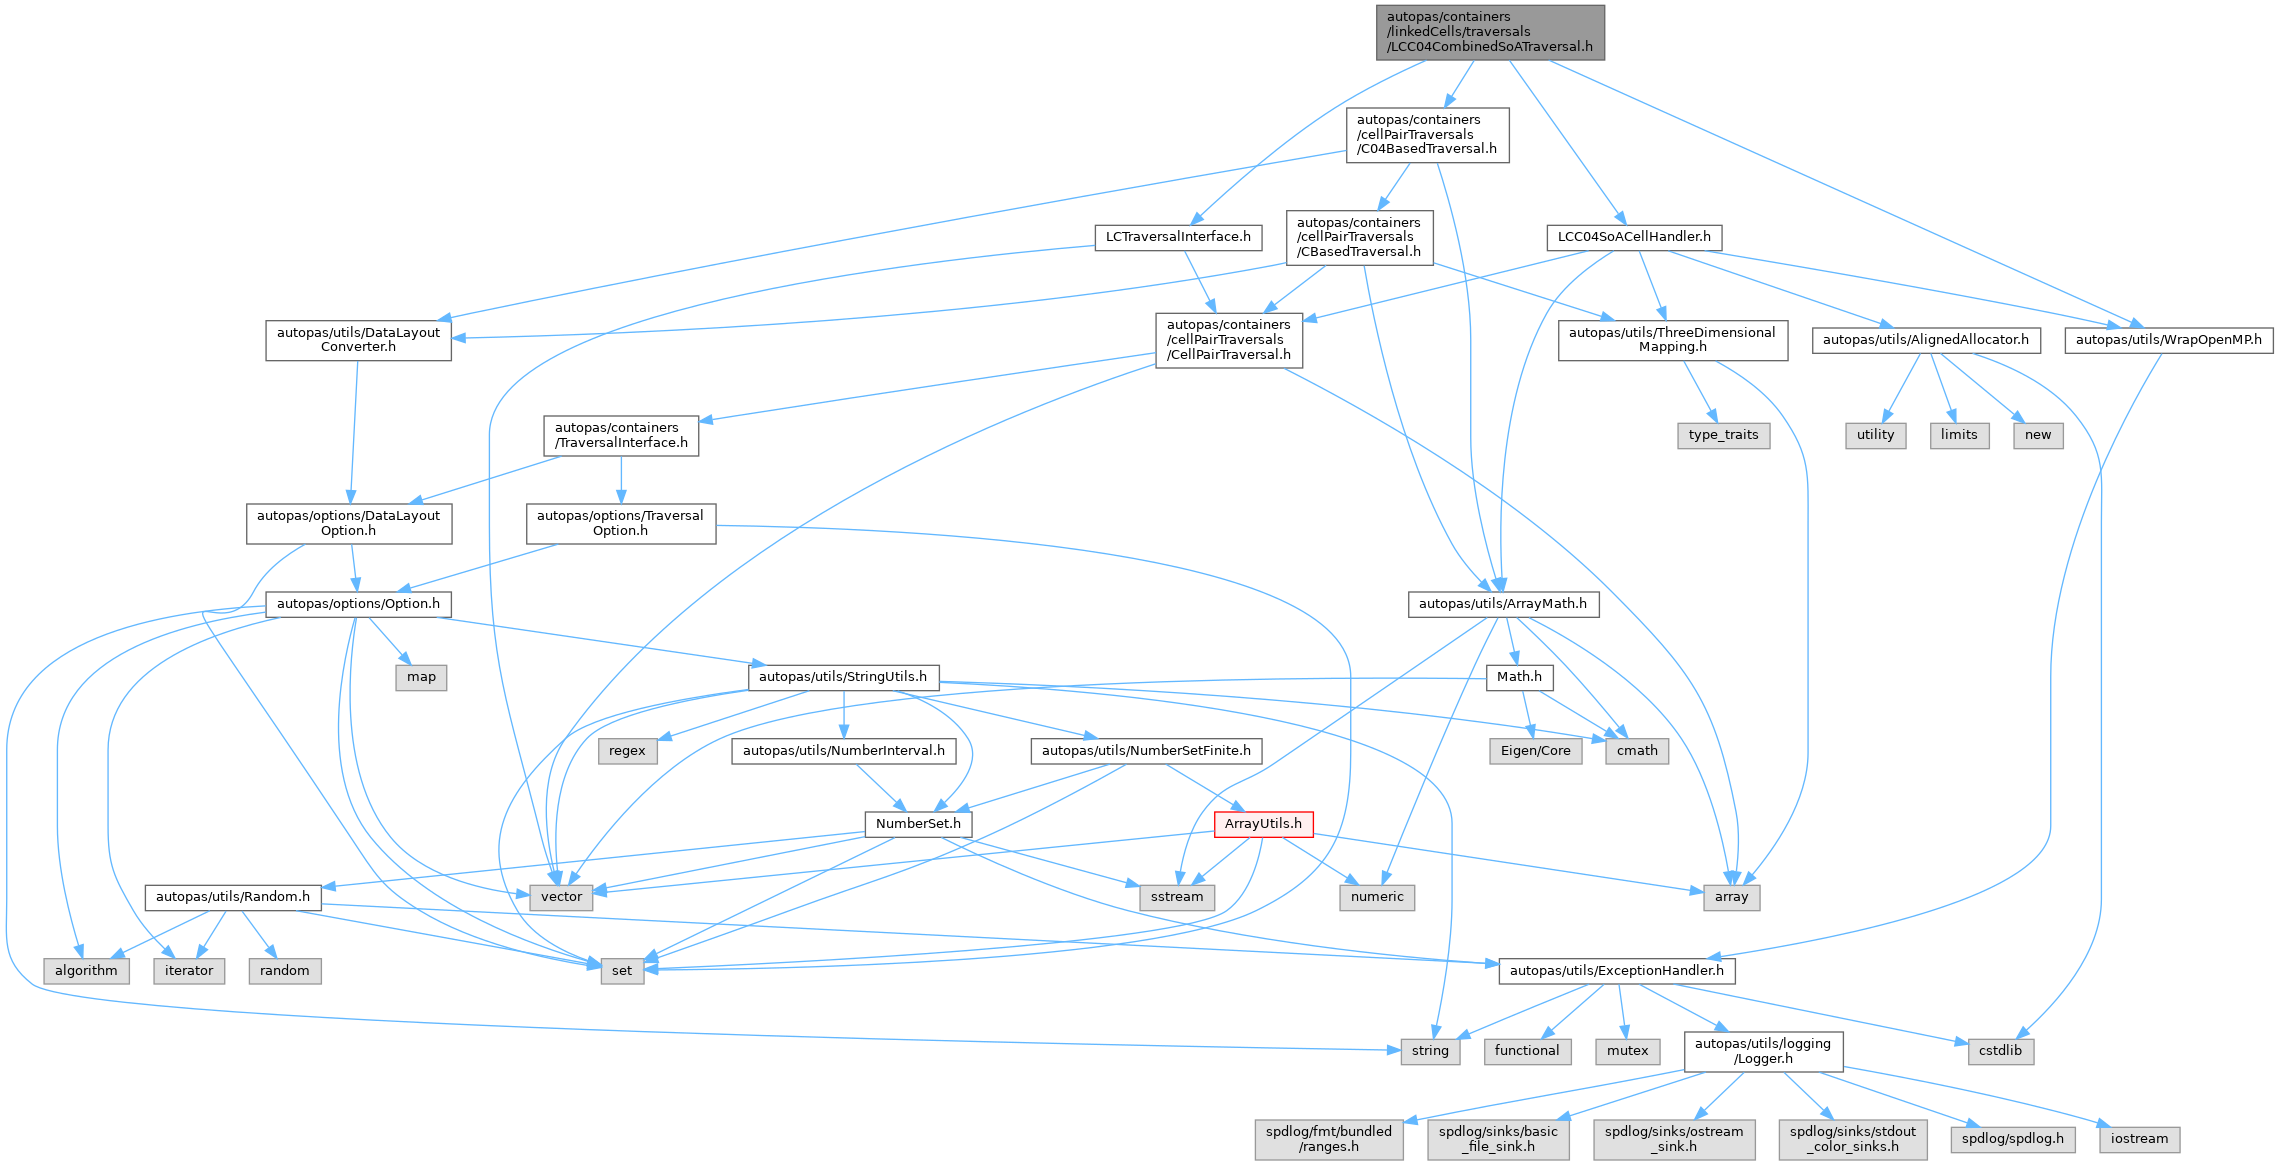 autopas/containers
/linkedCells/traversals
/LCC04CombinedSoATraversal.h
autopas/containers
/cellPairTraversals
/C04BasedTraversal.h
LCTraversalInterface.h
autopas/containers
/cellPairTraversals
/CBasedTraversal.h
LCC04SoACellHandler.h
autopas/utils/DataLayout
Converter.h
autopas/containers
/cellPairTraversals
/CellPairTraversal.h
autopas/utils/ThreeDimensional
Mapping.h
autopas/utils/AlignedAllocator.h
autopas/utils/WrapOpenMP.h
autopas/containers
/TraversalInterface.h
type_traits
utility
limits
new
autopas/options/DataLayout
Option.h
autopas/options/Traversal
Option.h
autopas/options/Option.h
autopas/utils/ArrayMath.h
map
autopas/utils/StringUtils.h
Math.h
regex
autopas/utils/NumberInterval.h
autopas/utils/NumberSetFinite.h
Eigen/Core
cmath
NumberSet.h
ArrayUtils.h
autopas/utils/Random.h
vector
sstream
numeric
array
algorithm
iterator
random
set
autopas/utils/ExceptionHandler.h
string
functional
mutex
autopas/utils/logging
/Logger.h
cstdlib
spdlog/fmt/bundled
/ranges.h
spdlog/sinks/basic
_file_sink.h
spdlog/sinks/ostream
_sink.h
spdlog/sinks/stdout
_color_sinks.h
spdlog/spdlog.h
iostream